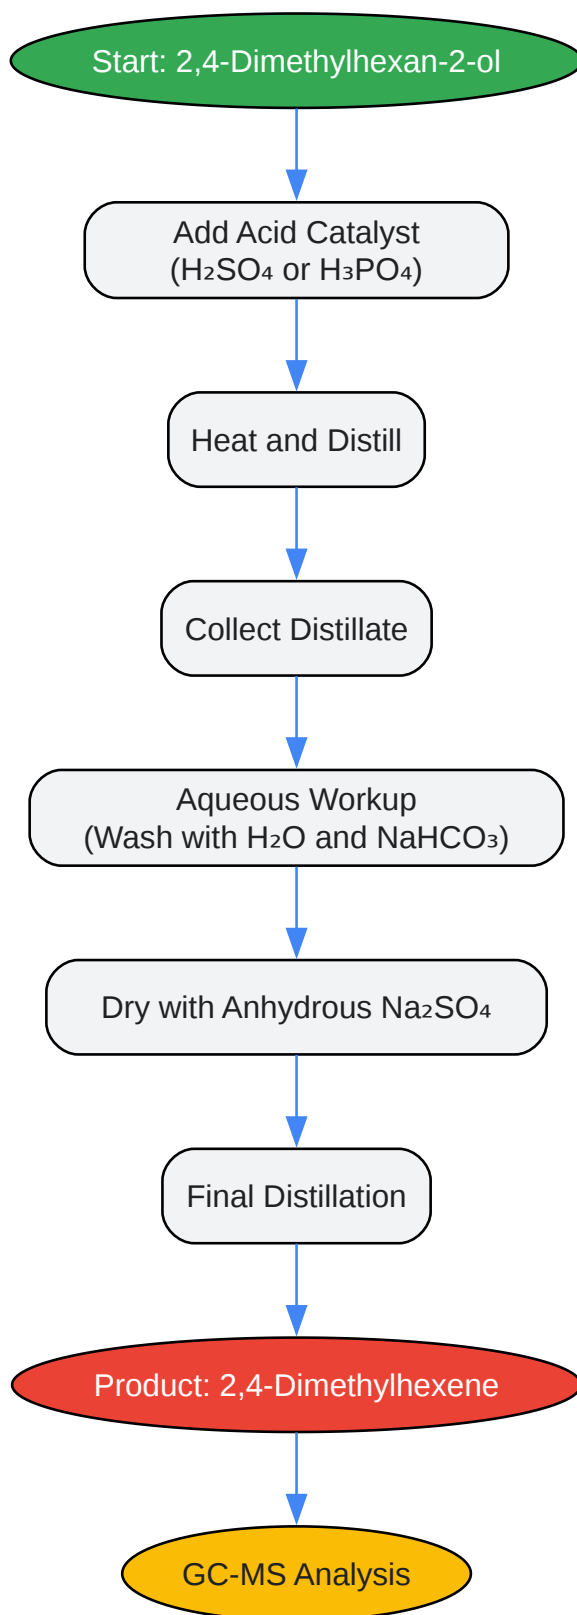 Start: 2,4-Dimethylhexan-2-ol
Add Acid Catalyst
(H₂SO₄ or H₃PO₄)
Heat and Distill
Collect Distillate
Aqueous Workup
(Wash with H₂O and NaHCO₃)
Dry with Anhydrous Na₂SO₄
Final Distillation
Product: 2,4-Dimethylhexene
GC-MS Analysis